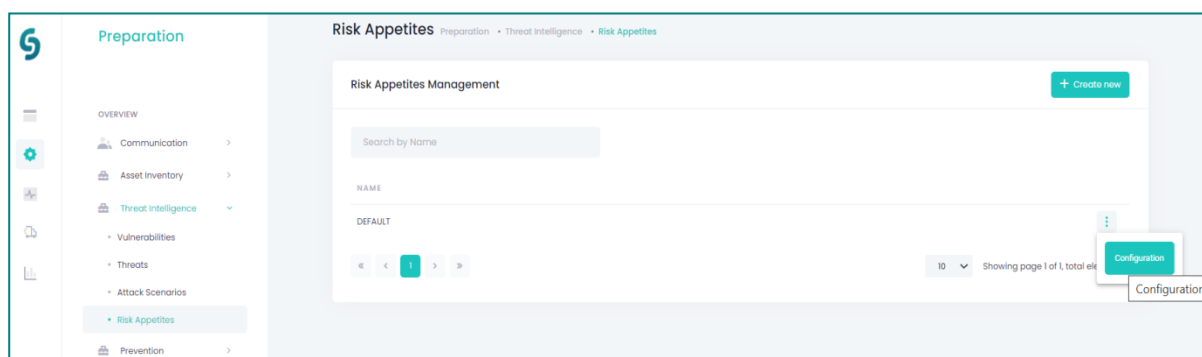 Preparation
OVERVIEW
Communication
Asset Inventory
Threat Intelligence
Vulnerabilities
Threats
Attack Scenarios
Risk Appetites
Prevention
Risk Appetites Preparation • Threat Intelligence • Risk Appetites
Risk Appetites Management
+ Create new
Search by Name
NAME
DEFAULT
« < 1 > »
10 Showing page 1 of 1, total
Configuration
Configuration